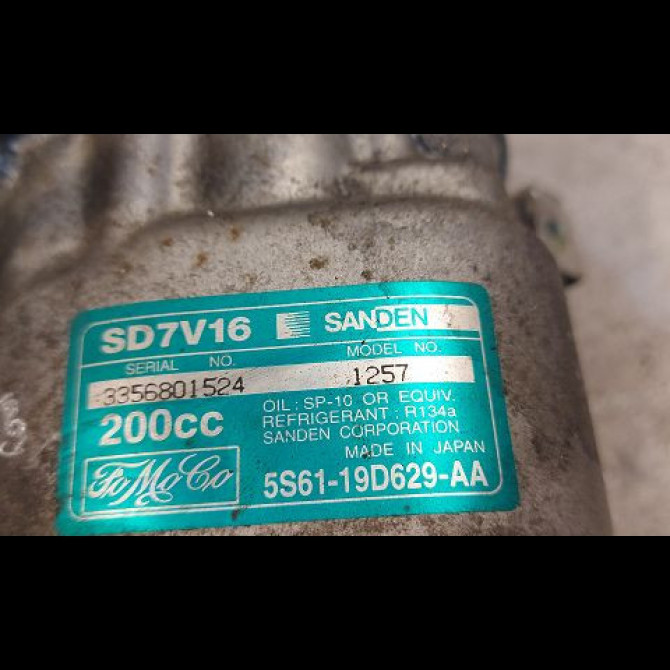 SD7V16 SANDEN
SERIAL NO. MODEL NO.
3356801524 1257
200cc OIL : SP-10 OR EQUIV.
REFRIGERANT : R134a
SANDEN CORPORATION
MADE IN JAPAN
FoMoCo 5S61-19D629-AA